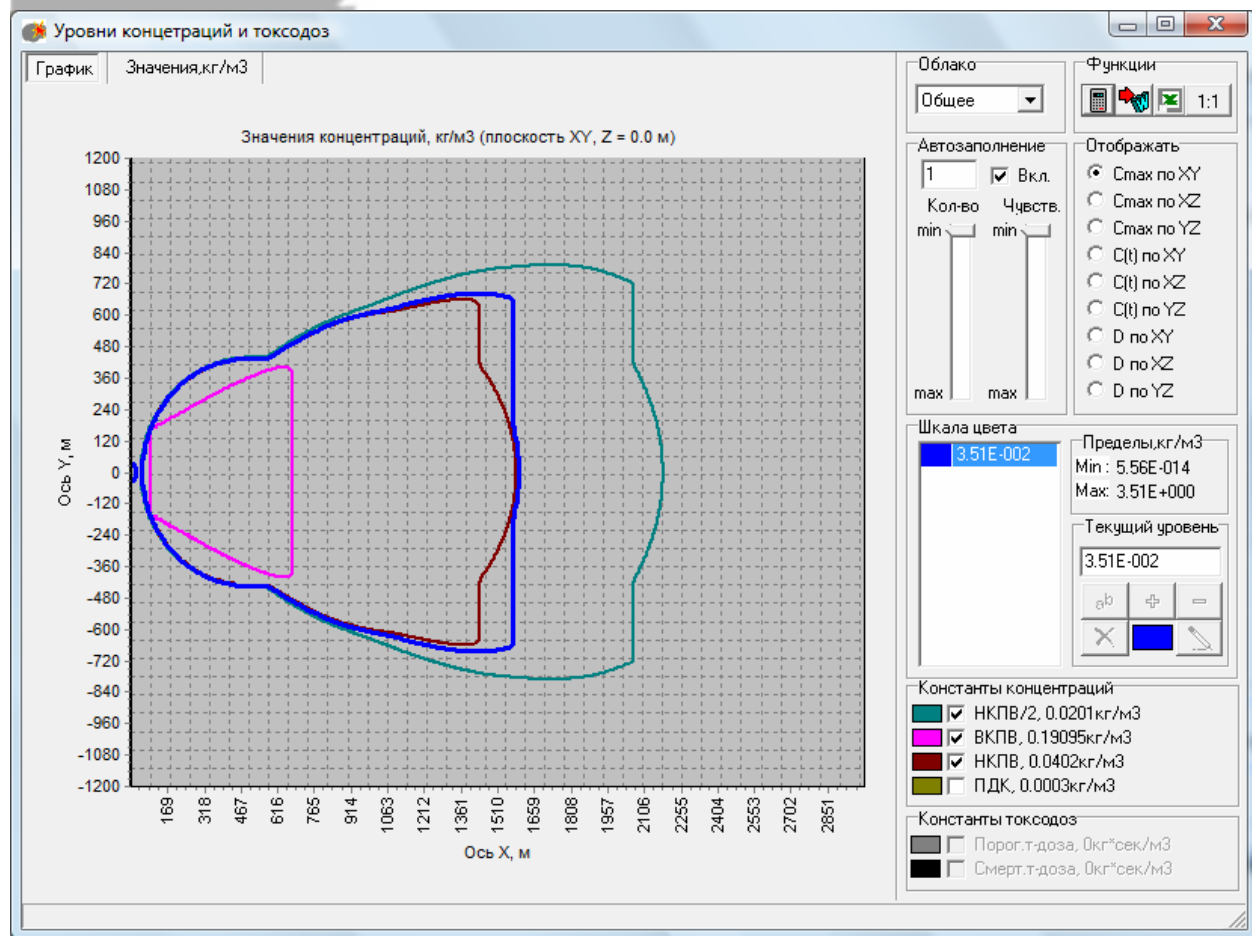 Уровни концетраций и токсодоз
График
Значения,кг/м3
Значения концентраций, кг/м3 (плоскость XY, Z = 0.0 м)
1200
1080
960
840
720
600
480
360
240
120
0
-120
-240
-360
-480
-600
-720
-840
-960
-1080
-1200
Ось Y, м
169 318 467 616 765 914 1063 1212 1361 1510 1659 1808 1957 2106 2255 2404 2553 2702 2851
Ось X, м
Облако
Общее
Функции
1:1
Автозаполнение
1
Вкл.
Кол-во Чувств.
min min
max max
Отображать
Cmax по XY
Cmax по XZ
Cmax по YZ
C(t) по XY
C(t) по XZ
C(t) по YZ
D по XY
D по XZ
D по YZ
Шкала цвета
3.51E-002
Пределы,кг/м3
Min : 5.56E-014
Max: 3.51E+000
Текущий уровень
3.51E-002
ab
Константы концентраций
НКПВ/2, 0.0201кг/м3
ВКПВ, 0.19095кг/м3
НКПВ, 0.0402кг/м3
ПДК, 0.0003кг/м3
Константы токсодоз
Порог.т-доза, 0кг*сек/м3
Смерт.т-доза, 0кг*сек/м3